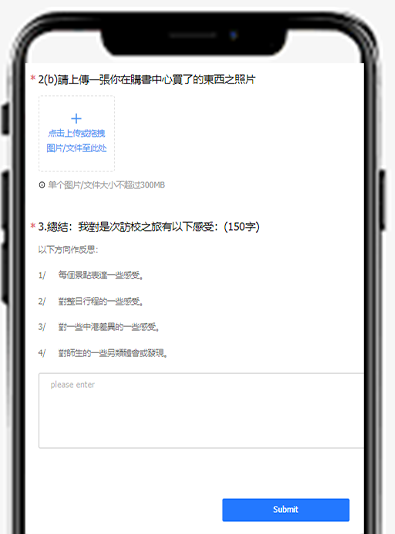 * 2(b)請上傳一張你在購書中心買了的東西之照片
点击上传或拖拽
图片/文件至此处
单个图片/文件大小不超过300MB
* 3.總結：我對是次訪校之旅有以下感受：(150字)
以下方向作反思：
1/ 每個景點表達一些感受。
2/ 對整日行程的一些感受。
3/ 對一些中港差異的一些感受。
4/ 對師生的一些另類體會或發現。
please enter
Submit